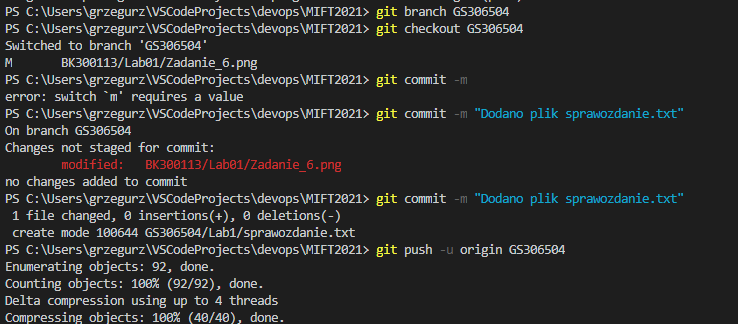 PS C:\Users\grzegurz\VSCodeProjects\devops\MIFT2021> git branch GS306504
PS C:\Users\grzegurz\VSCodeProjects\devops\MIFT2021> git checkout GS306504
Switched to branch 'GS306504'
M       BK300113/Lab01/Zadanie_6.png
PS C:\Users\grzegurz\VSCodeProjects\devops\MIFT2021> git commit -m
error: switch `m' requires a value
PS C:\Users\grzegurz\VSCodeProjects\devops\MIFT2021> git commit -m "Dodano plik sprawozdanie.txt"
On branch GS306504
Changes not staged for commit:
        modified:   BK300113/Lab01/Zadanie_6.png
no changes added to commit
PS C:\Users\grzegurz\VSCodeProjects\devops\MIFT2021> git commit -m "Dodano plik sprawozdanie.txt"
 1 file changed, 0 insertions(+), 0 deletions(-)
 create mode 100644 GS306504/Lab1/sprawozdanie.txt
PS C:\Users\grzegurz\VSCodeProjects\devops\MIFT2021> git push -u origin GS306504
Enumerating objects: 92, done.
Counting objects: 100% (92/92), done.
Delta compression using up to 4 threads
Compressing objects: 100% (40/40), done.